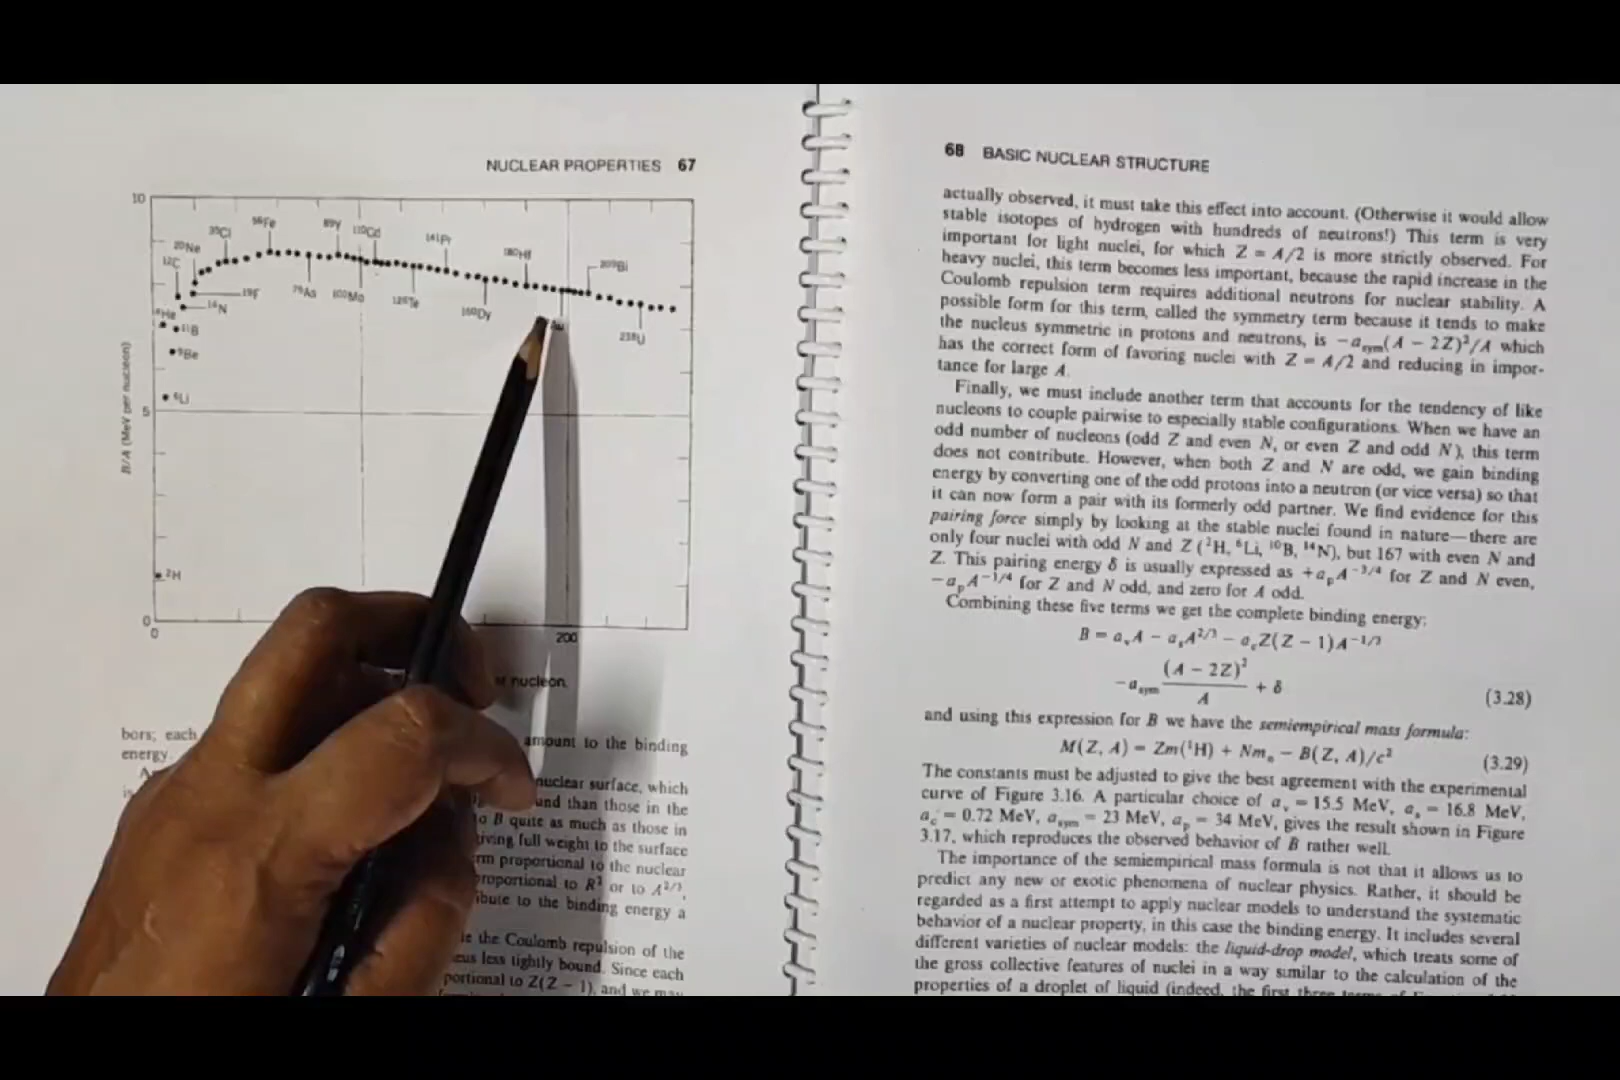 NUCLEAR PROPERTIES 67
10
⁵⁶Fe
⁸⁹Y
¹¹⁰Cd
³⁵Cl
¹⁴¹Pr
²⁰Ne
¹⁸⁰Hf
¹²C
²⁰⁹Bi
¹⁹F
⁷⁵As
¹⁰⁰Mo
¹⁶⁰Dy
¹⁴N
⁴He
¹¹B
²³⁸U
⁹Be
B/A (MeV per nucleon)
⁶Li
5
²H
0
0
200
nucleon.
bors; each
amount to the binding
energy.
nuclear surface, which
und than those in the
to B quite as much as those in
giving full weight to the surface
rm proportional to the nuclear
proportional to R² or to A²/³,
ibute to the binding energy a
the Coulomb repulsion of the
eus less tightly bound. Since each
portional to Z(Z − 1), and we may
68 BASIC NUCLEAR STRUCTURE
actually observed, it must take this effect into account. (Otherwise it would allow
stable isotopes of hydrogen with hundreds of neutrons!) This term is very
important for light nuclei, for which Z = A/2 is more strictly observed. For
heavy nuclei, this term becomes less important, because the rapid increase in the
Coulomb repulsion term requires additional neutrons for nuclear stability. A
possible form for this term, called the symmetry term because it tends to make
the nucleus symmetric in protons and neutrons, is −a_sym(A − 2Z)²/A which
has the correct form of favoring nuclei with Z = A/2 and reducing in impor-
tance for large A.
Finally, we must include another term that accounts for the tendency of like
nucleons to couple pairwise to especially stable configurations. When we have an
odd number of nucleons (odd Z and even N, or even Z and odd N), this term
does not contribute. However, when both Z and N are odd, we gain binding
energy by converting one of the odd protons into a neutron (or vice versa) so that
it can now form a pair with its formerly odd partner. We find evidence for this
pairing force simply by looking at the stable nuclei found in nature—there are
only four nuclei with odd N and Z (²H, ⁶Li, ¹⁰B, ¹⁴N), but 167 with even N and
Z. This pairing energy δ is usually expressed as +a_p A⁻³/⁴ for Z and N even,
−a_p A⁻³/⁴ for Z and N odd, and zero for A odd.
Combining these five terms we get the complete binding energy:
B = a_v A − a_s A²/³ − a_c Z(Z − 1)A⁻¹/³
−a_sym (A − 2Z)²/A + δ (3.28)
and using this expression for B we have the semiempirical mass formula:
M(Z, A) = Zm(¹H) + Nm_n − B(Z, A)/c² (3.29)
The constants must be adjusted to give the best agreement with the experimental
curve of Figure 3.16. A particular choice of a_v = 15.5 MeV, a_s = 16.8 MeV,
a_c = 0.72 MeV, a_sym = 23 MeV, a_p = 34 MeV, gives the result shown in Figure
3.17, which reproduces the observed behavior of B rather well.
The importance of the semiempirical mass formula is not that it allows us to
predict any new or exotic phenomena of nuclear physics. Rather, it should be
regarded as a first attempt to apply nuclear models to understand the systematic
behavior of a nuclear property, in this case the binding energy. It includes several
different varieties of nuclear models: the liquid-drop model, which treats some of
the gross collective features of nuclei in a way similar to the calculation of the
properties of a droplet of liquid (indeed, the first three terms of